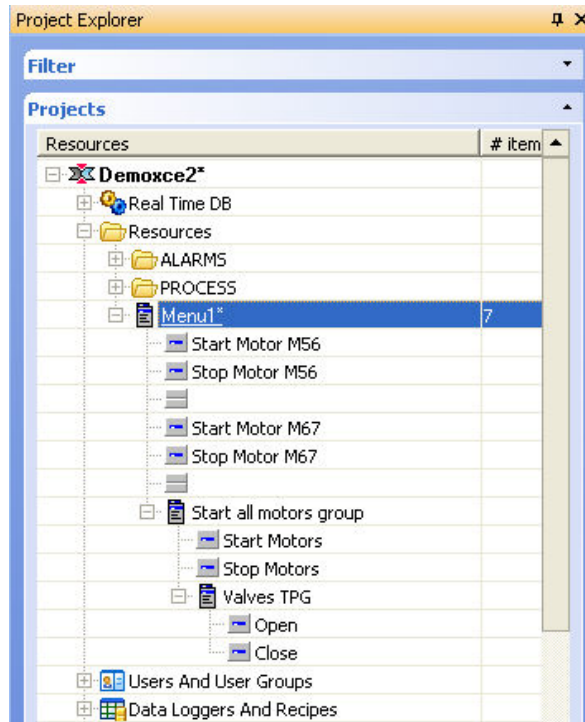 Project Explorer
Filter
Projects
Resources # item
Demoxce2*
Real Time DB
Resources
ALARMS
PROCESS
Menu1* 7
Start Motor M56
Stop Motor M56
Start Motor M67
Stop Motor M67
Start all motors group
Start Motors
Stop Motors
Valves TPG
Open
Close
Users And User Groups
Data Loggers And Recipes